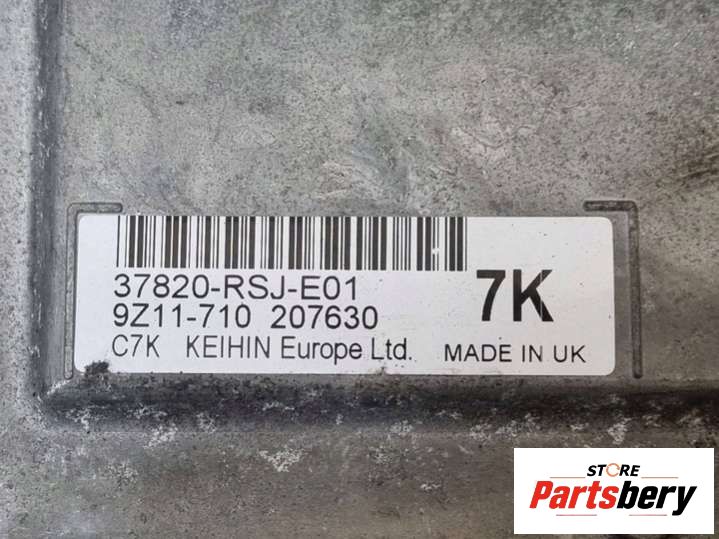 37820-RSJ-E01
9Z11-710 207630
7K
C7K KEIHIN Europe Ltd. MADE IN UK
STORE
Partsbery